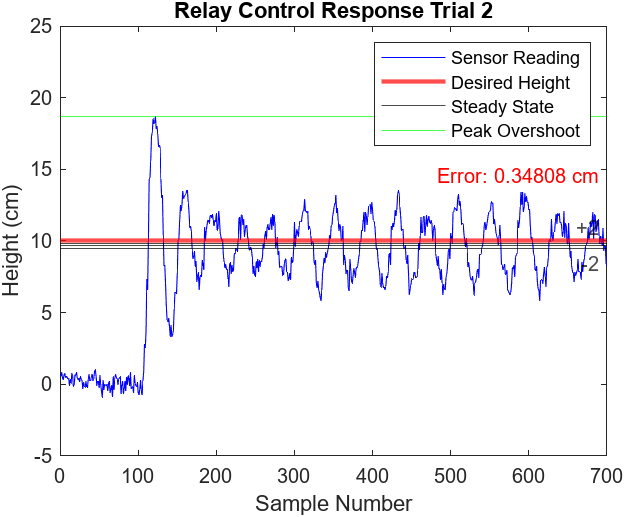 Relay Control Response Trial 2
25
20
15
10
5
0
-5
Height (cm)
Sensor Reading
Desired Height
Steady State
Peak Overshoot
Error: 0.34808 cm
+2
-2
0 100 200 300 400 500 600 700
Sample Number